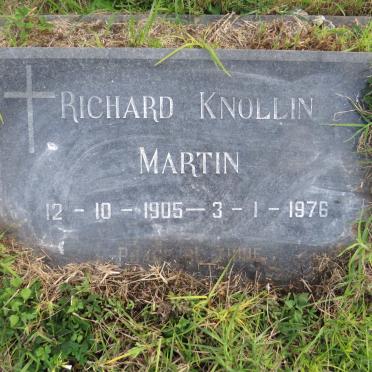 RICHARD KNOLLIN
MARTIN
12 - 10 - 1905 - 3 - 1 - 1976